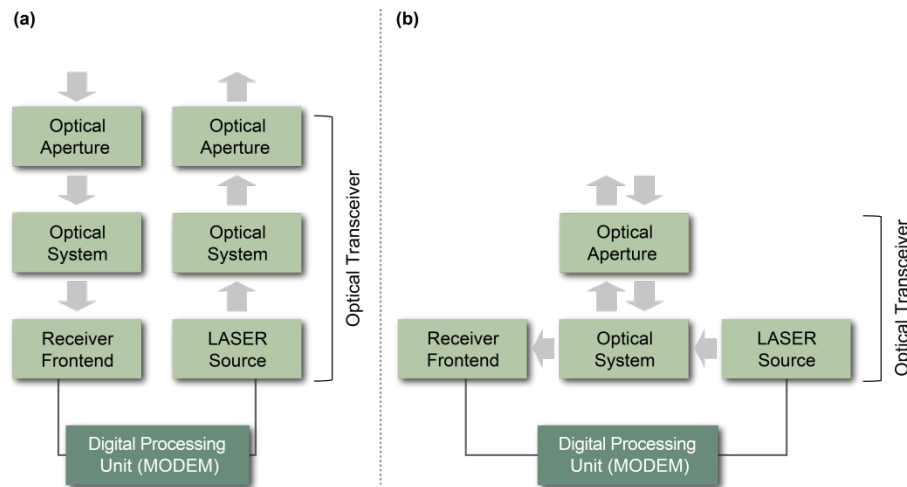 (a)
Optical
Aperture
Optical
Aperture
Optical
System
Optical
System
Receiver
Frontend
LASER
Source
Digital Processing
Unit (MODEM)
Optical Transceiver
(b)
Optical
Aperture
Receiver
Frontend
Optical
System
LASER
Source
Digital Processing
Unit (MODEM)
Optical Transceiver